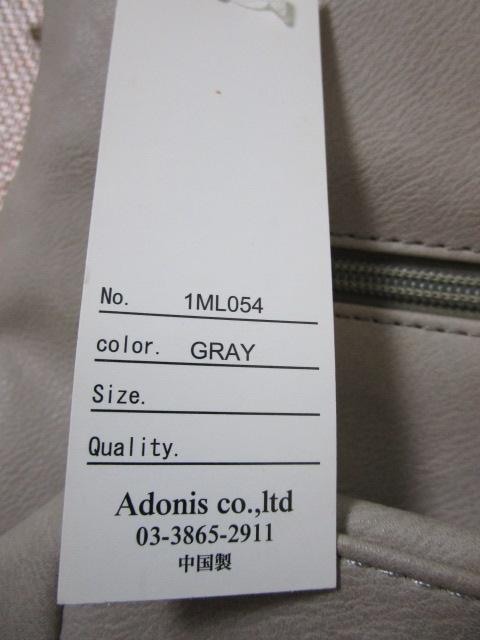 No. 1ML054
color. GRAY
Size.
Quality.
Adonis co.,ltd
03-3865-2911
中国製